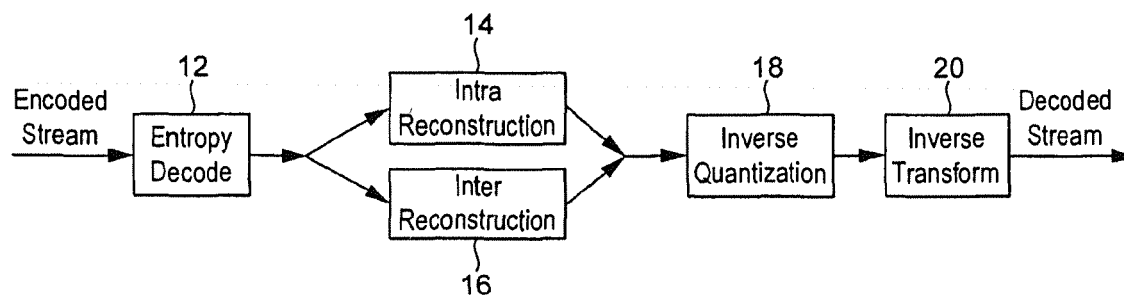 14
12
18
20
Encoded
Stream
Entropy
Decode
Intra
Reconstruction
Inter
Reconstruction
Inverse
Quantization
Inverse
Transform
Decoded
Stream
16